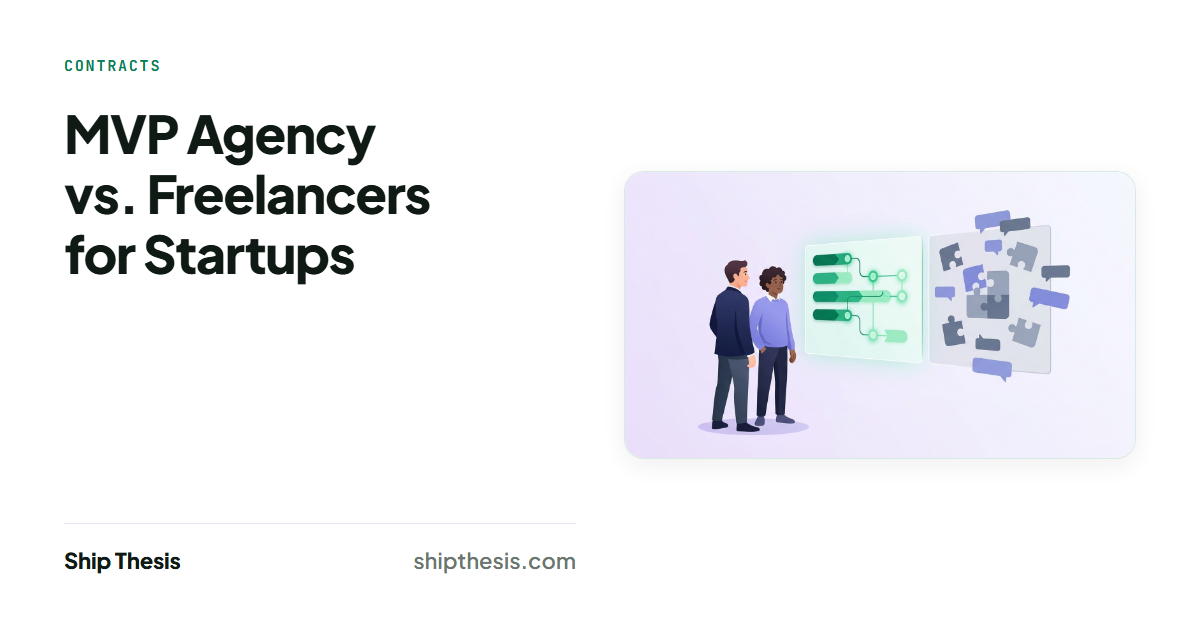 CONTRACTS
MVP Agency
vs. Freelancers
for Startups
Ship Thesis
shipthesis.com